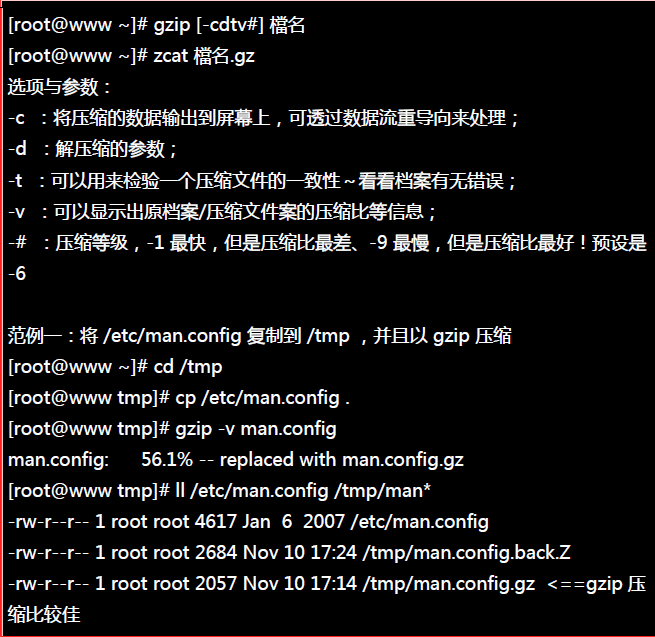 [root@www ~]# gzip [-cdtv#] 檔名
[root@www ~]# zcat 檔名.gz
选项与参数：
-c ：将压缩的数据输出到屏幕上，可透过数据流重导向来处理；
-d ：解压缩的参数；
-t ：可以用来检验一个压缩文件的一致性～看看档案有无错误；
-v ：可以显示出原档案/压缩文件案的压缩比等信息；
-# ：压缩等级，-1 最快，但是压缩比最差、-9 最慢，但是压缩比最好！预设是
-6
范例一：将 /etc/man.config 复制到 /tmp ，并且以 gzip 压缩
[root@www ~]# cd /tmp
[root@www tmp]# cp /etc/man.config .
[root@www tmp]# gzip -v man.config
man.config: 56.1% -- replaced with man.config.gz
[root@www tmp]# ll /etc/man.config /tmp/man*
-rw-r--r-- 1 root root 4617 Jan 6 2007 /etc/man.config
-rw-r--r-- 1 root root 2684 Nov 10 17:24 /tmp/man.config.back.Z
-rw-r--r-- 1 root root 2057 Nov 10 17:14 /tmp/man.config.gz <==gzip 压
缩比较佳